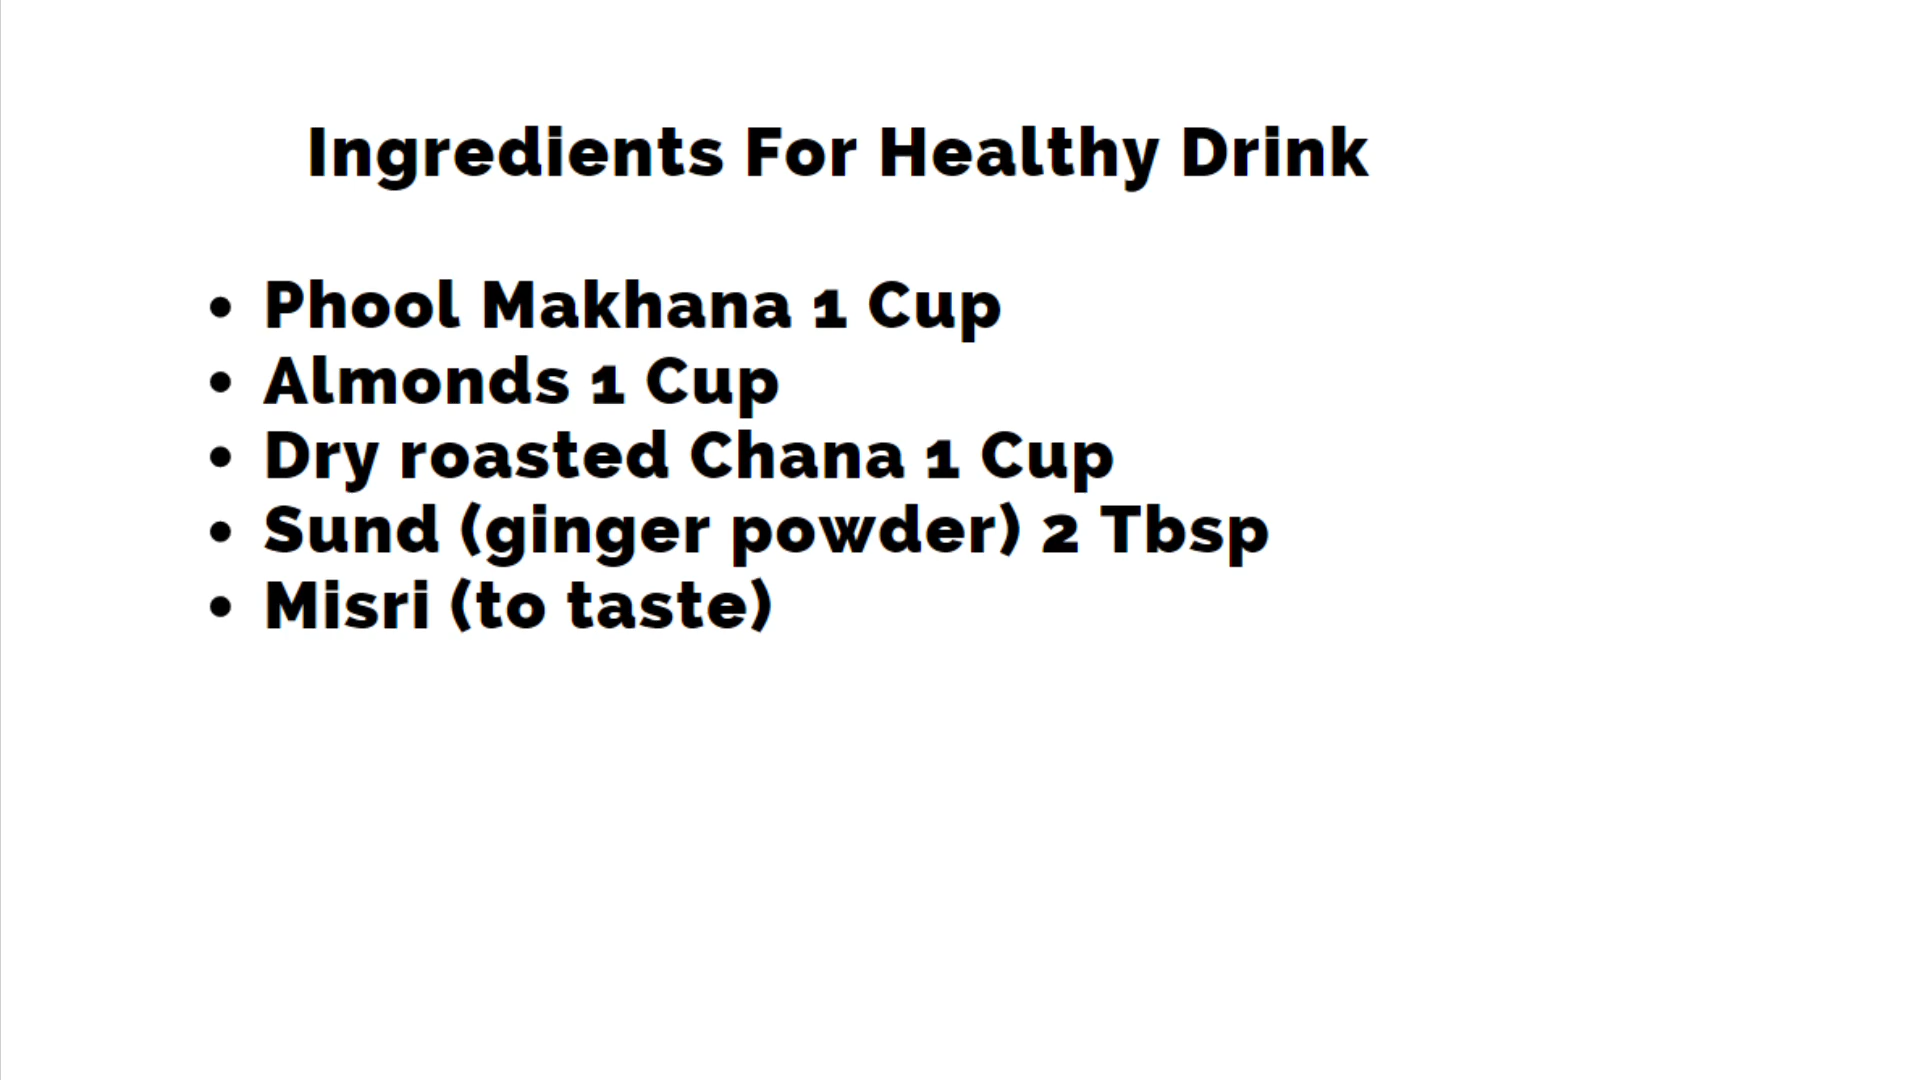 Ingredients For Healthy Drink
• Phool Makhana 1 Cup
• Almonds 1 Cup
• Dry roasted Chana 1 Cup
• Sund (ginger powder) 2 Tbsp
• Misri (to taste)